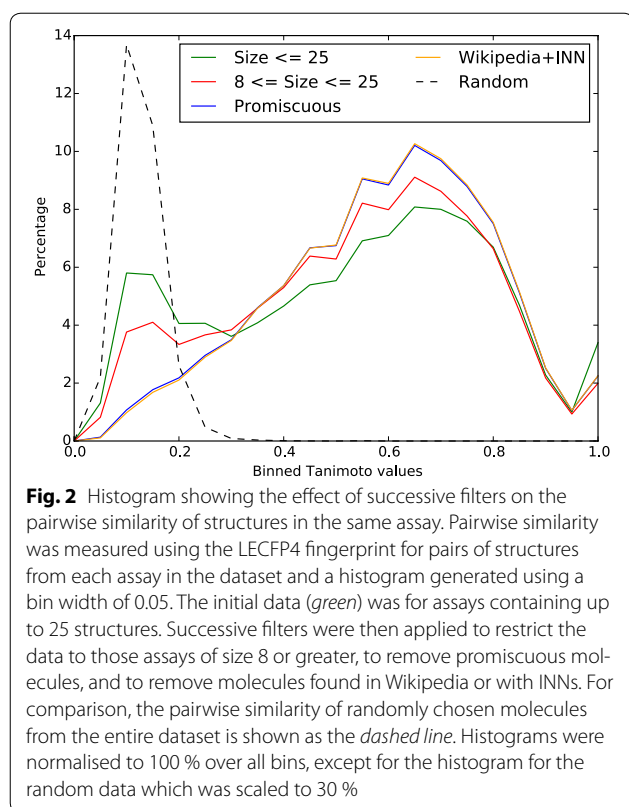 14
12
10
8
6
4
2
0
Percentage
Size <= 25
8 <= Size <= 25
Promiscuous
Wikipedia+INN
Random
0.0 0.2 0.4 0.6 0.8 1.0
Binned Tanimoto values
Fig. 2 Histogram showing the effect of successive filters on the
pairwise similarity of structures in the same assay. Pairwise similarity
was measured using the LECFP4 fingerprint for pairs of structures
from each assay in the dataset and a histogram generated using a
bin width of 0.05. The initial data (green) was for assays containing up
to 25 structures. Successive filters were then applied to restrict the
data to those assays of size 8 or greater, to remove promiscuous mol-
ecules, and to remove molecules found in Wikipedia or with INNs. For
comparison, the pairwise similarity of randomly chosen molecules
from the entire dataset is shown as the dashed line. Histograms were
normalised to 100 % over all bins, except for the histogram for the
random data which was scaled to 30 %